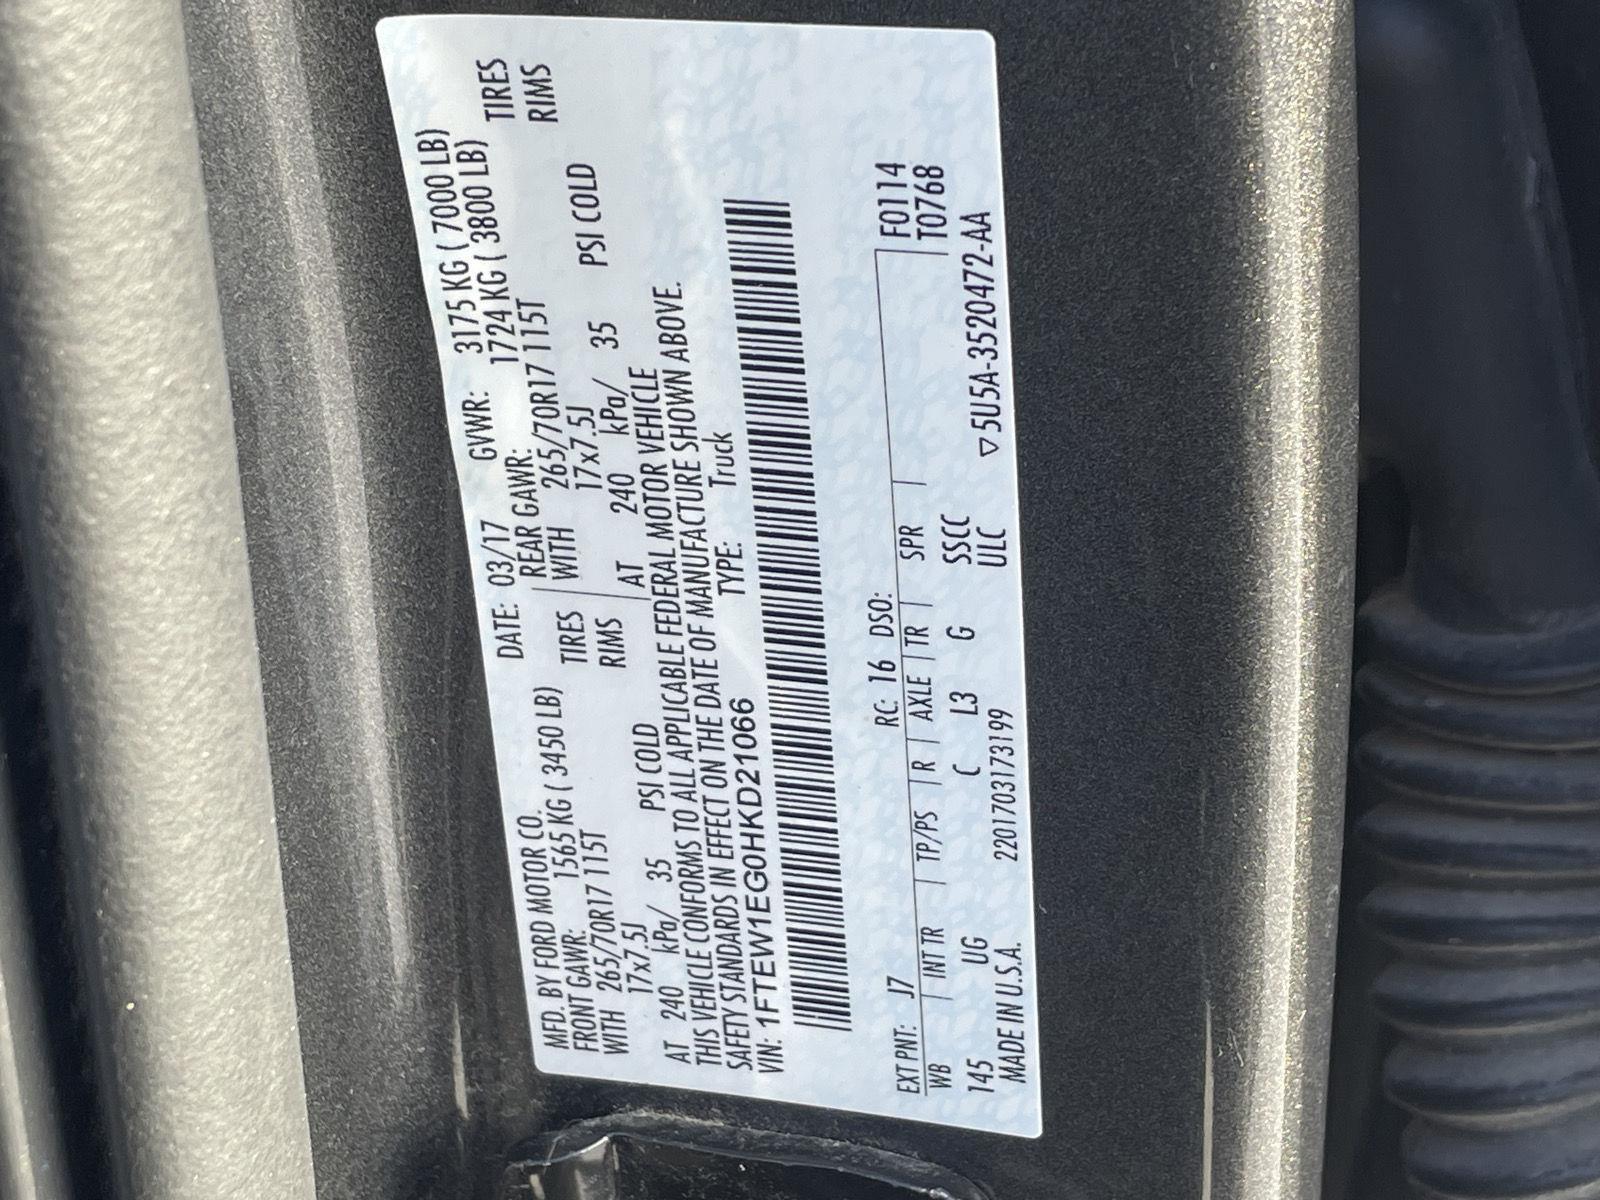 MFD. BY FORD MOTOR CO. DATE: 03/17 GVWR: 3175 KG ( 7000 LB)
FRONT GAWR: 1565 KG ( 3450 LB) REAR GAWR: 1724 KG ( 3800 LB)
WITH 265/70R17 115T TIRES WITH 265/70R17 115T TIRES
17x7.5J RIMS 17x7.5J RIMS
AT 240 kPa/ 35 PSI COLD AT 240 kPa/ 35 PSI COLD
THIS VEHICLE CONFORMS TO ALL APPLICABLE FEDERAL MOTOR VEHICLE
SAFETY STANDARDS IN EFFECT ON THE DATE OF MANUFACTURE SHOWN ABOVE.
VIN: 1FTEW1EG0HKD21066 TYPE: Truck
EXT PNT: J7 RC: 16 DSO: F0114
WB | INT TR | TP/PS | R | AXLE | TR | SPR | T0768
145 UG C L3 G SSCC
MADE IN U.S.A. 2201703173199 ULC ▽5U5A-3520472-AA